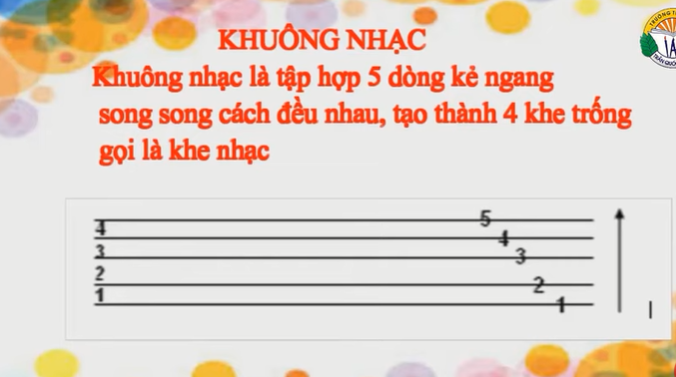 KHUÔNG NHẠC
Khuông nhạc là tập hợp 5 dòng kẻ ngang
song song cách đều nhau, tạo thành 4 khe trống
gọi là khe nhạc
5
4
4
3
3
2
2
1
1